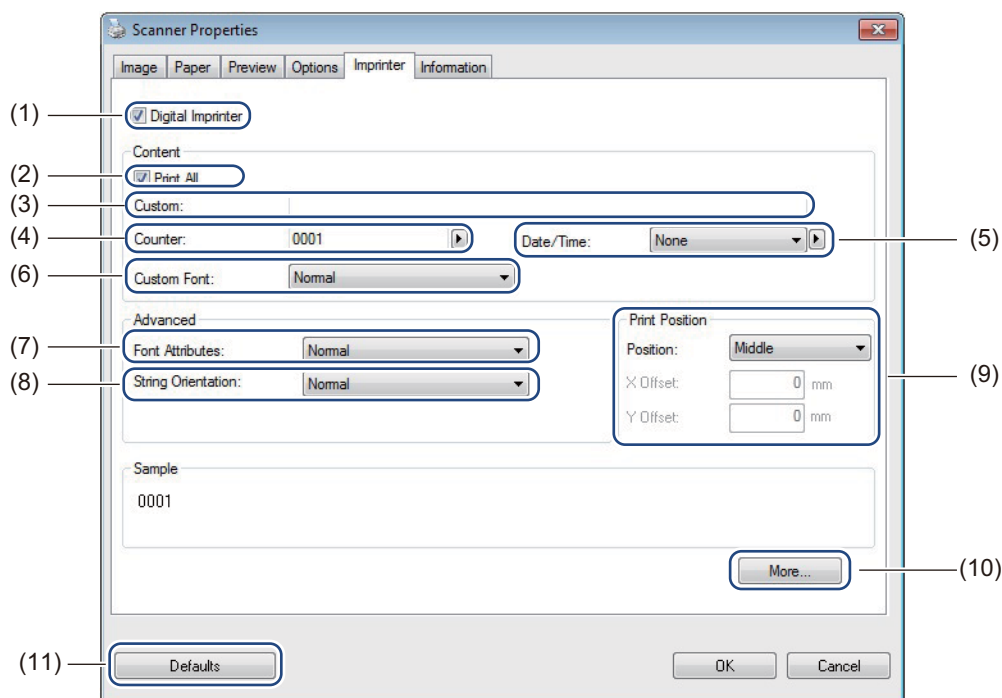 Scanner Properties
Image Paper Preview Options Imprinter Information
(1) Digital Imprinter
Content
(2) Print All
(3) Custom:
(4) Counter: 0001 Date/Time: None (5)
(6) Custom Font: Normal
Advanced Print Position
(7) Font Attributes: Normal Position: Middle
(8) String Orientation: Normal X Offset: 0 mm (9)
Y Offset: 0 mm
Sample
0001
More... (10)
(11) Defaults OK Cancel